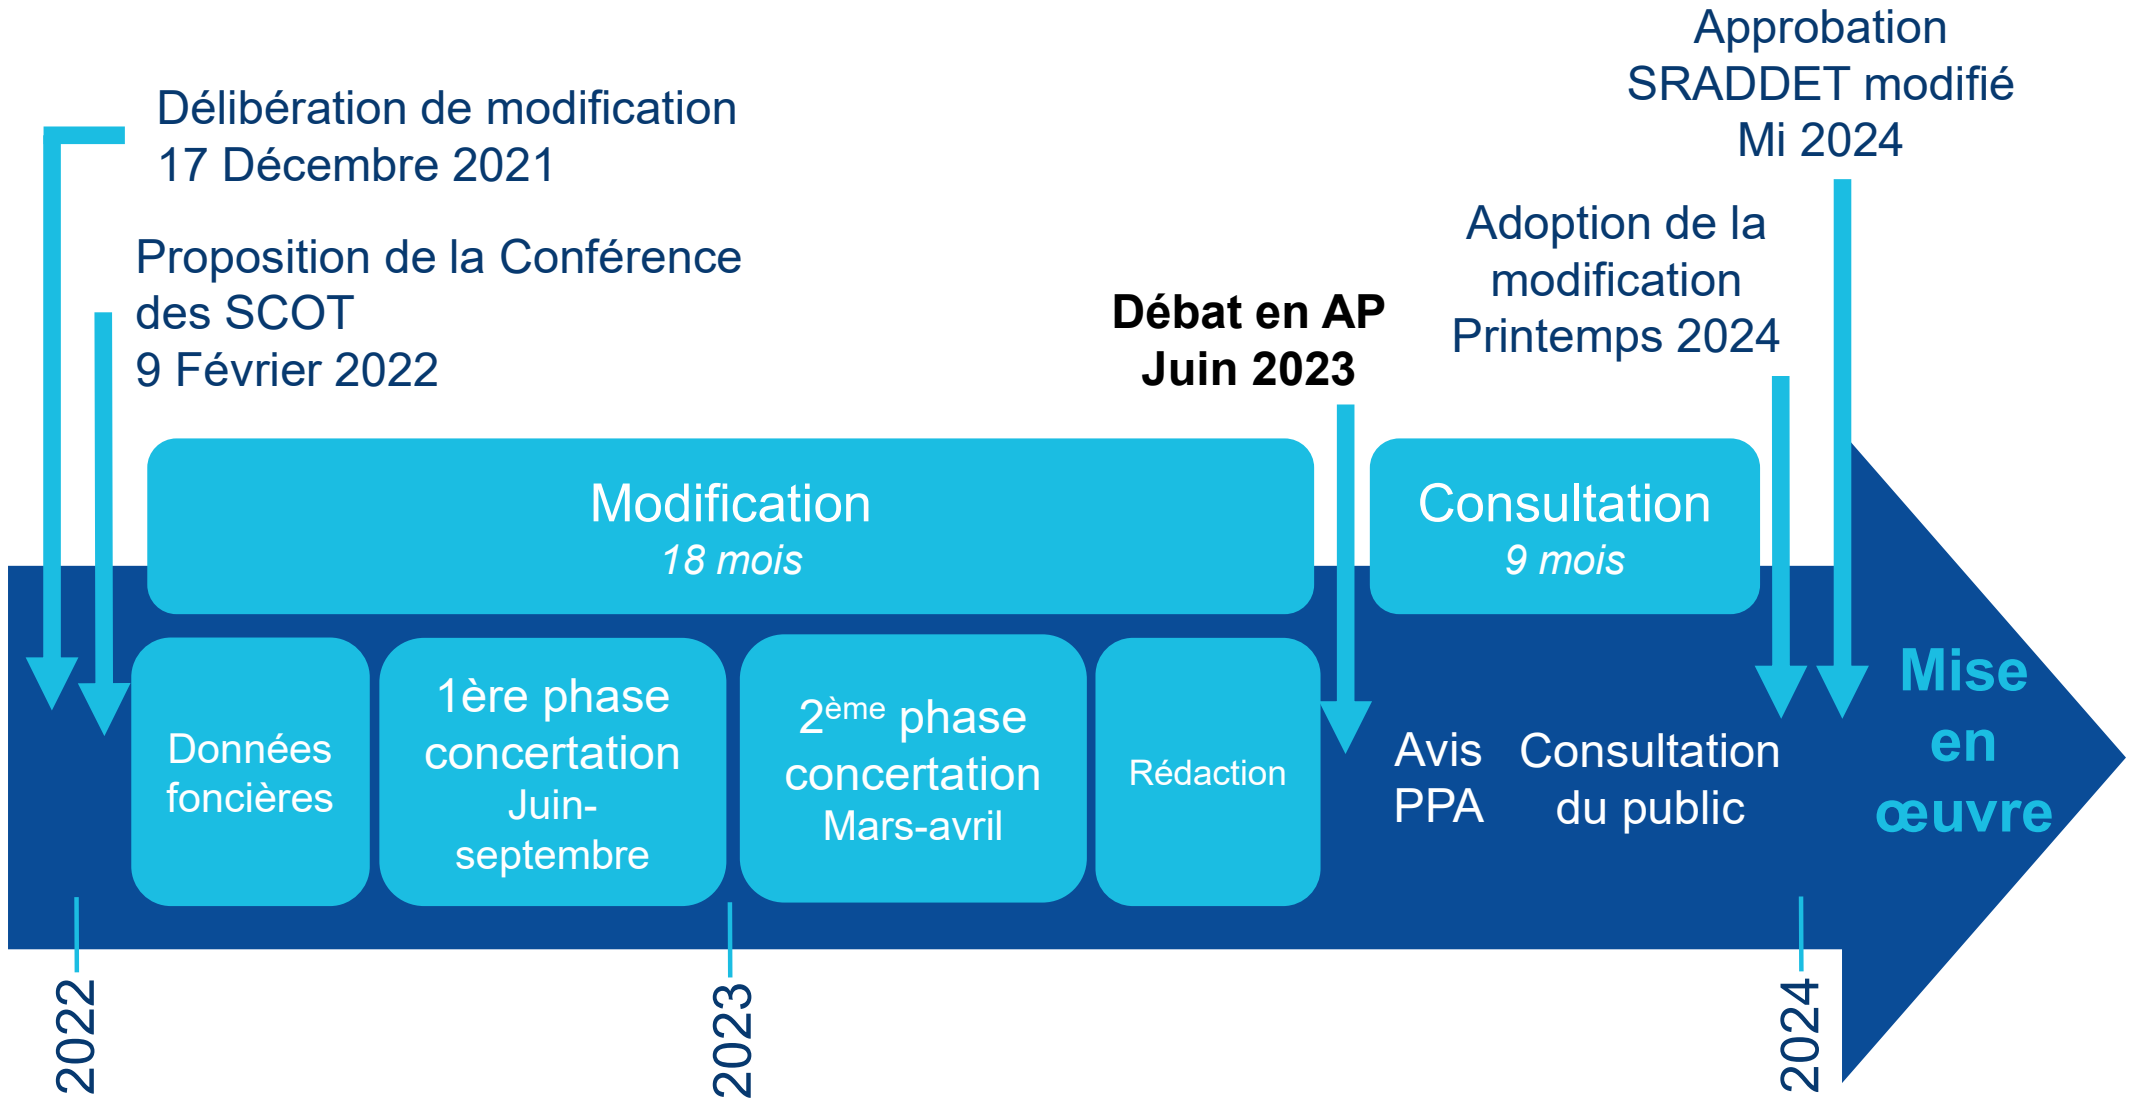 Approbation
SRADDET modifié
Mi 2024
Délibération de modification
17 Décembre 2021
Adoption de la
modification
Printemps 2024
Proposition de la Conférence
des SCOT
9 Février 2022
Débat en AP
Juin 2023
Modification
18 mois
Consultation
9 mois
Données
foncières
1ère phase
concertation
Juin-
septembre
2ème phase
concertation
Mars-avril
Rédaction
Avis
PPA
Consultation
du public
Mise
en
œuvre
2022
2023
2024